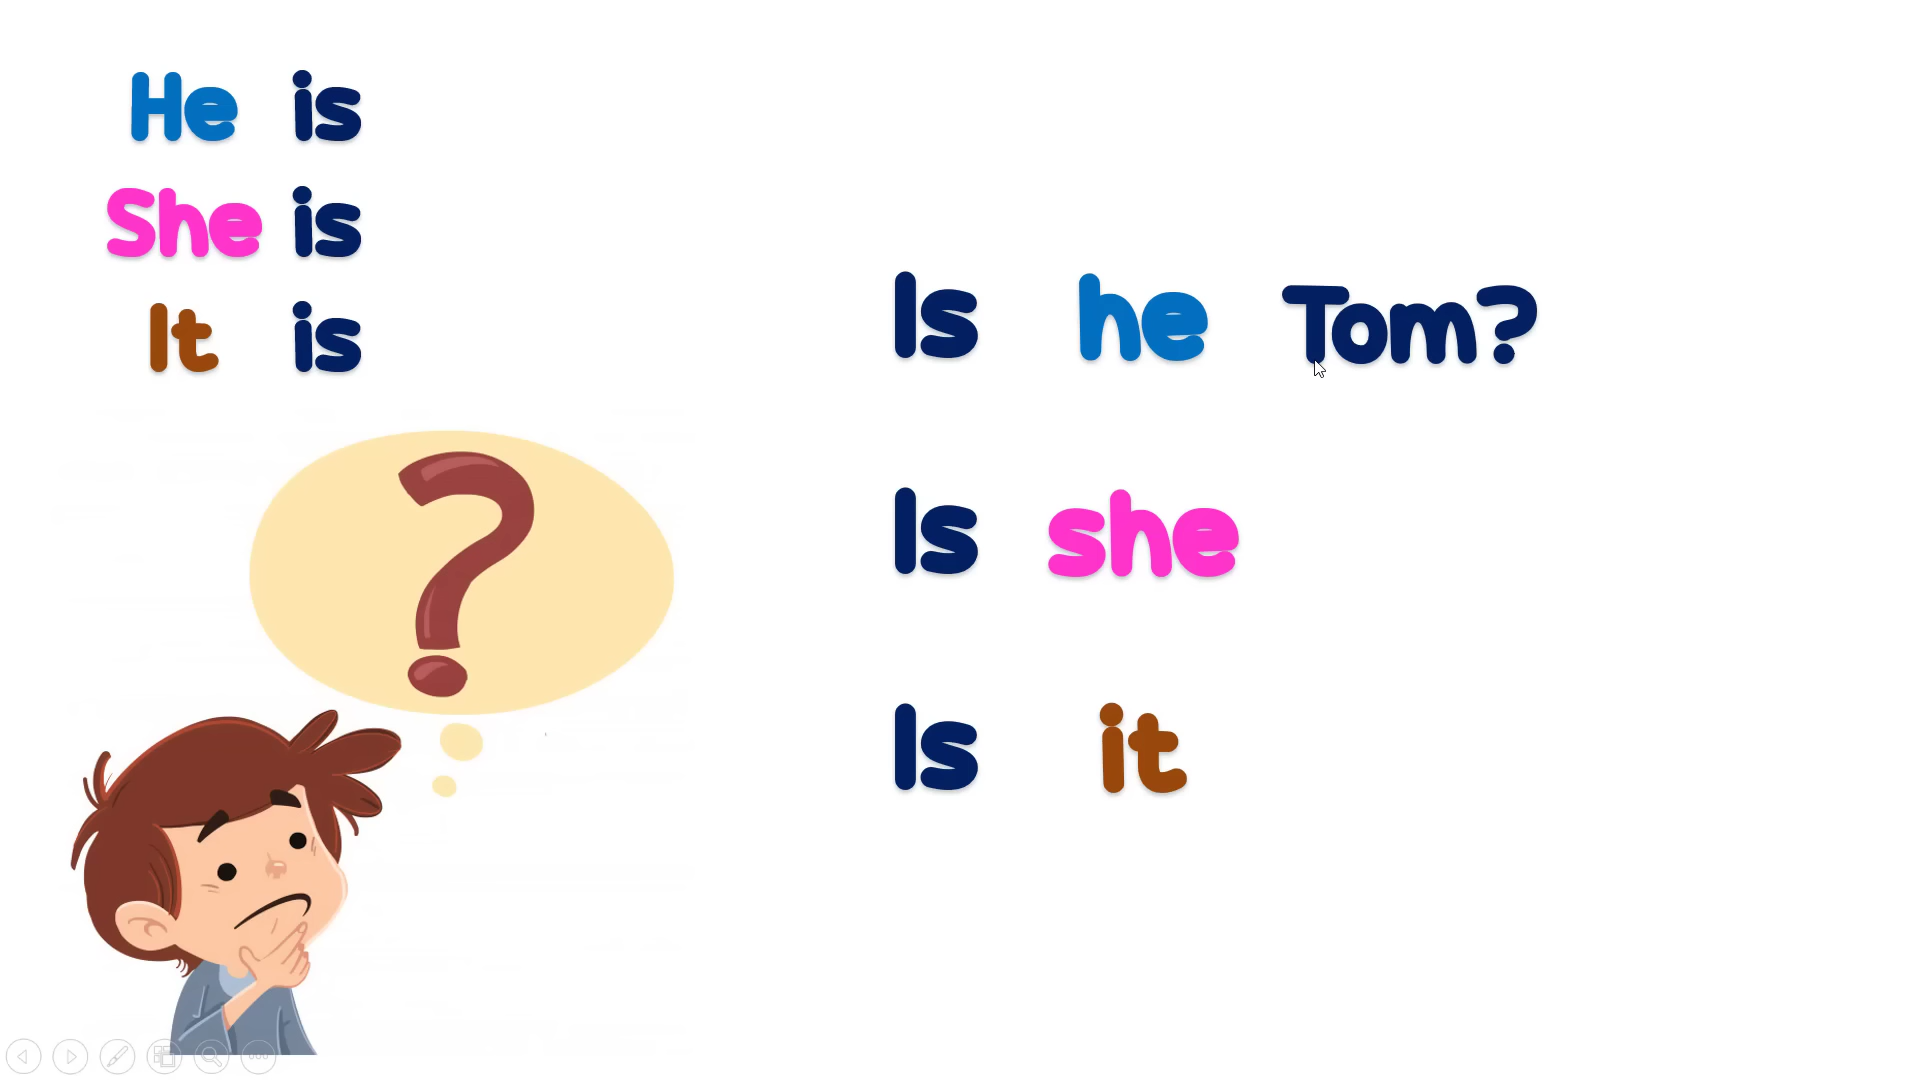 He is
She is
It is
Is he Tom?
Is she
Is it
?